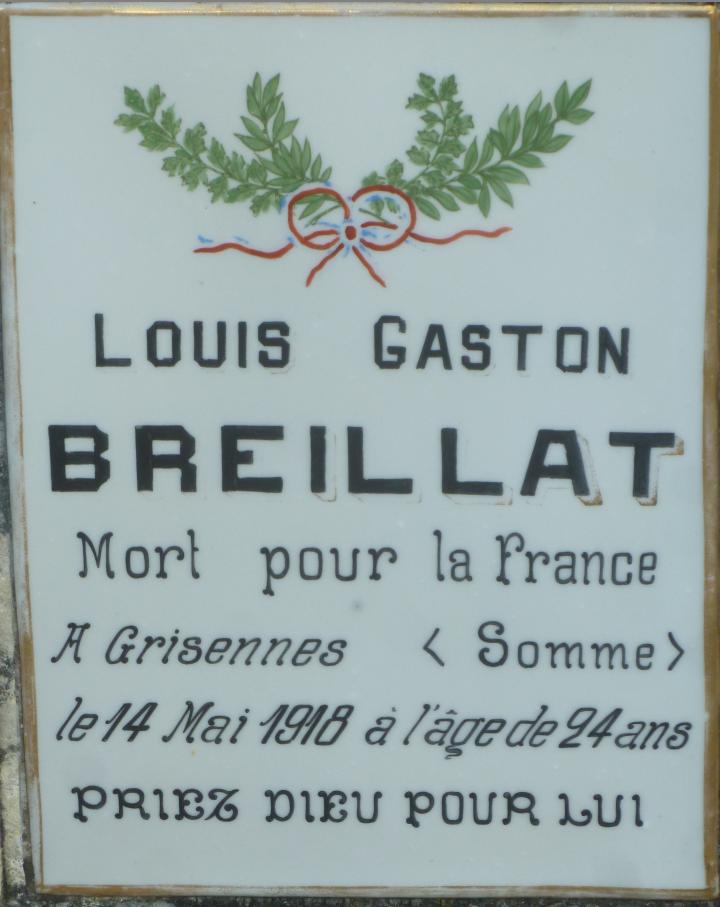 LOUIS GASTON
BREILLAT
Mort pour la France
A Grisennes < Somme >
le 14 Mai 1918 à l'âge de 24 ans
PRIEZ DIEU POUR LUI